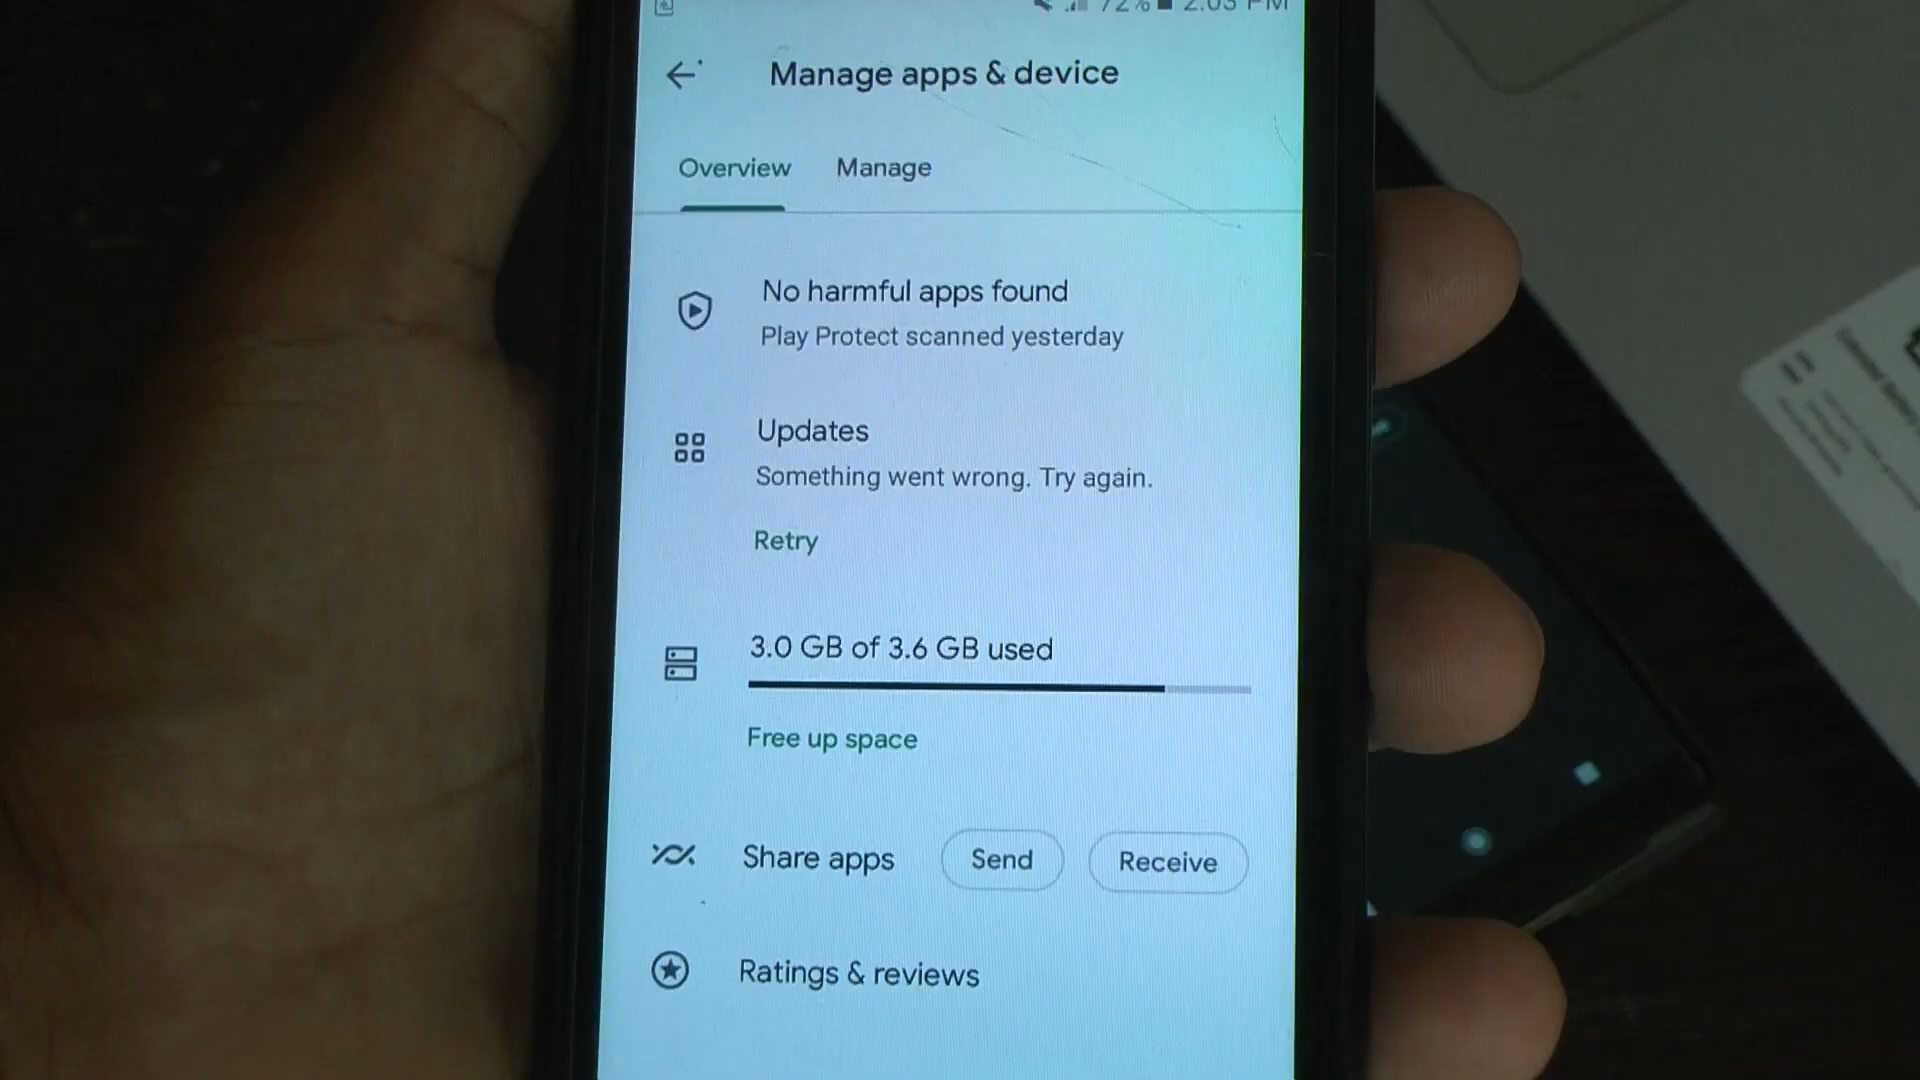 72% 2:03 PM
Manage apps & device
Overview Manage
No harmful apps found
Play Protect scanned yesterday
Updates
Something went wrong. Try again.
Retry
3.0 GB of 3.6 GB used
Free up space
Share apps Send Receive
Ratings & reviews